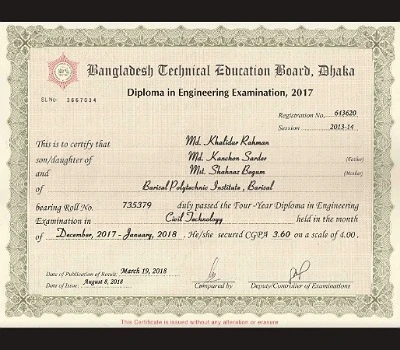 Bangladesh Technical Education Board, Dhaka
Diploma in Engineering Examination, 2017
SL No: 3667634
Registration No. 643620
Session 2013-14
This is to certify that Md. Khalidur Rahman
son/daughter of Md. Kanchon Sarder (Father)
and Mst. Shahnaz Begum (Mother)
of Barisal Polytechnic Institute, Barisal
bearing Roll No. 735379 duly passed the Four-Year Diploma in Engineering
Examination in Civil Technology held in the month
of December, 2017 - January, 2018 . He/she secured CGPA 3.60 on a scale of 4.00.
Date of Publication of Result, March 19, 2018
Date of Issue, August 8, 2018
Compared by
Deputy/Controller of Examinations
This Certificate is issued without any alteration or erasure